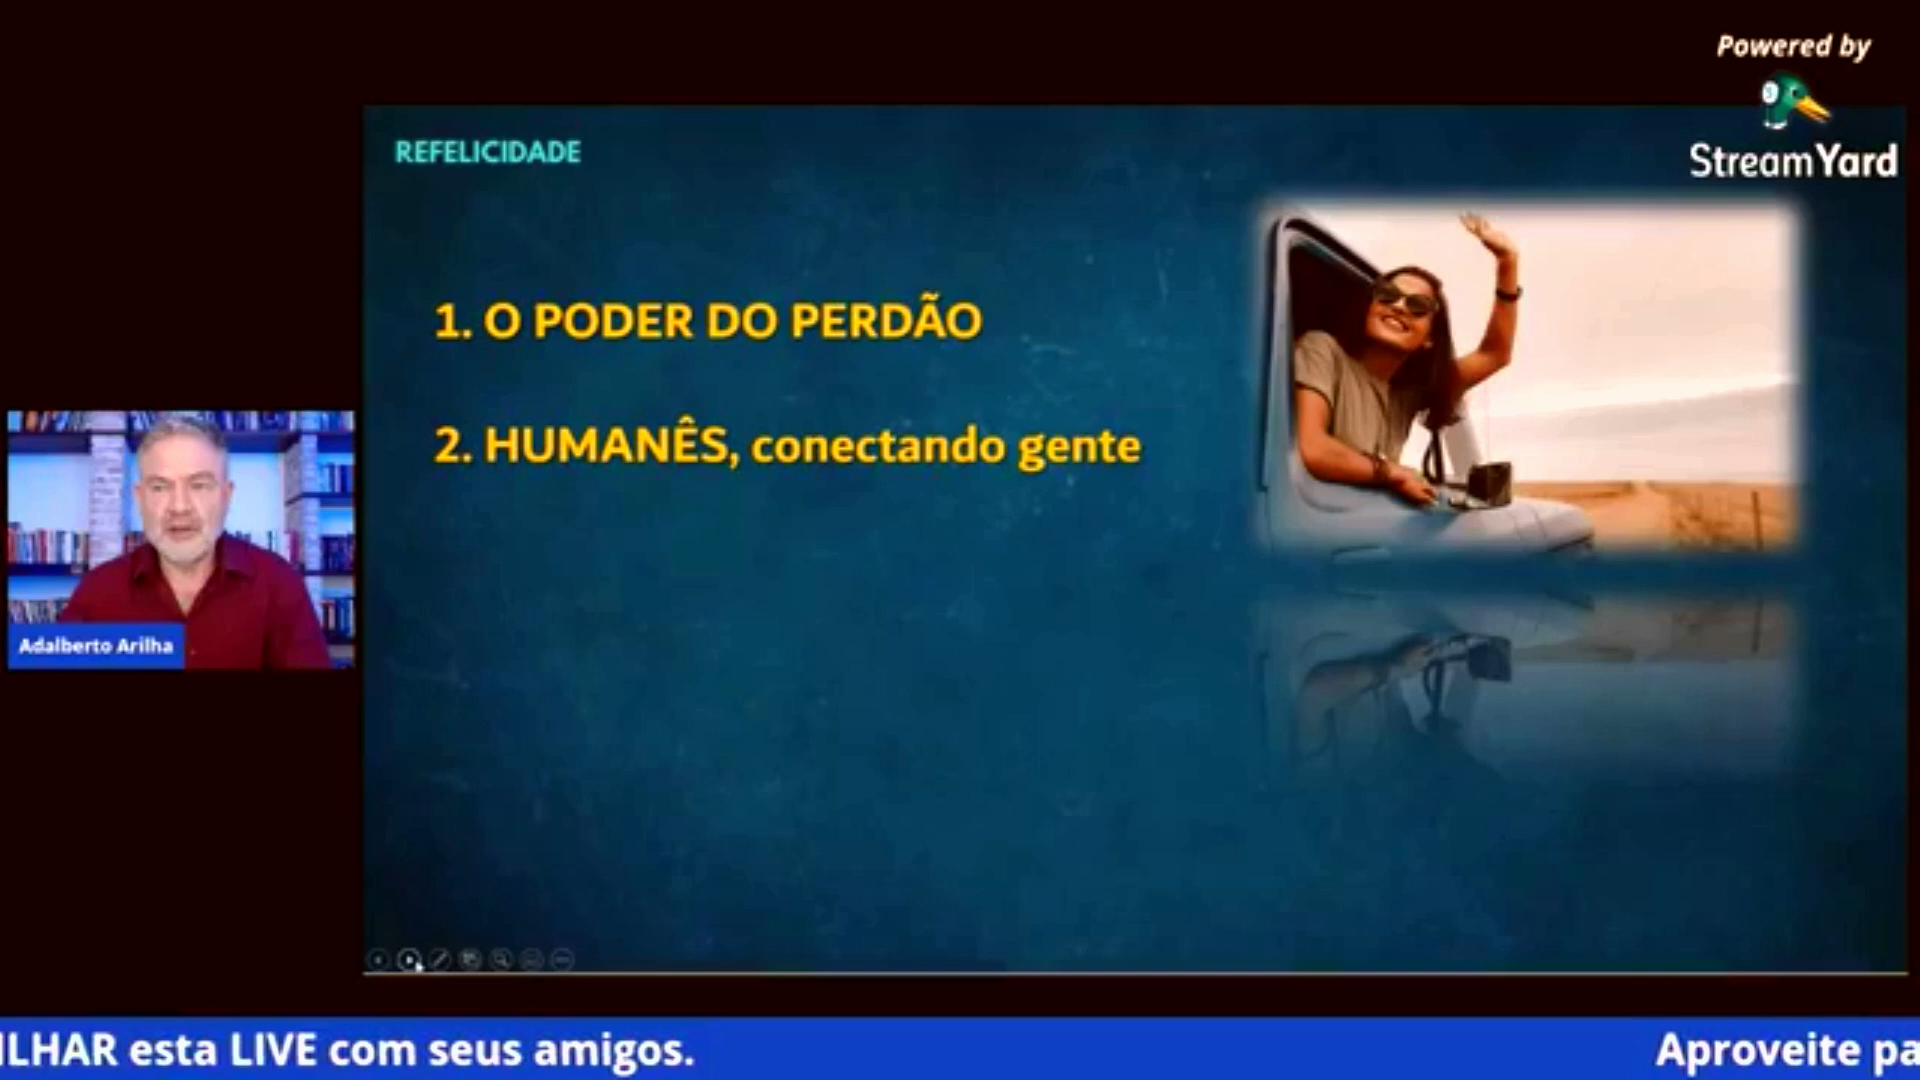 Powered by
StreamYard
REFELICIDADE
1. O PODER DO PERDÃO
2. HUMANÊS, conectando gente
Adalberto Arilha
ILHAR esta LIVE com seus amigos.
Aproveite pa